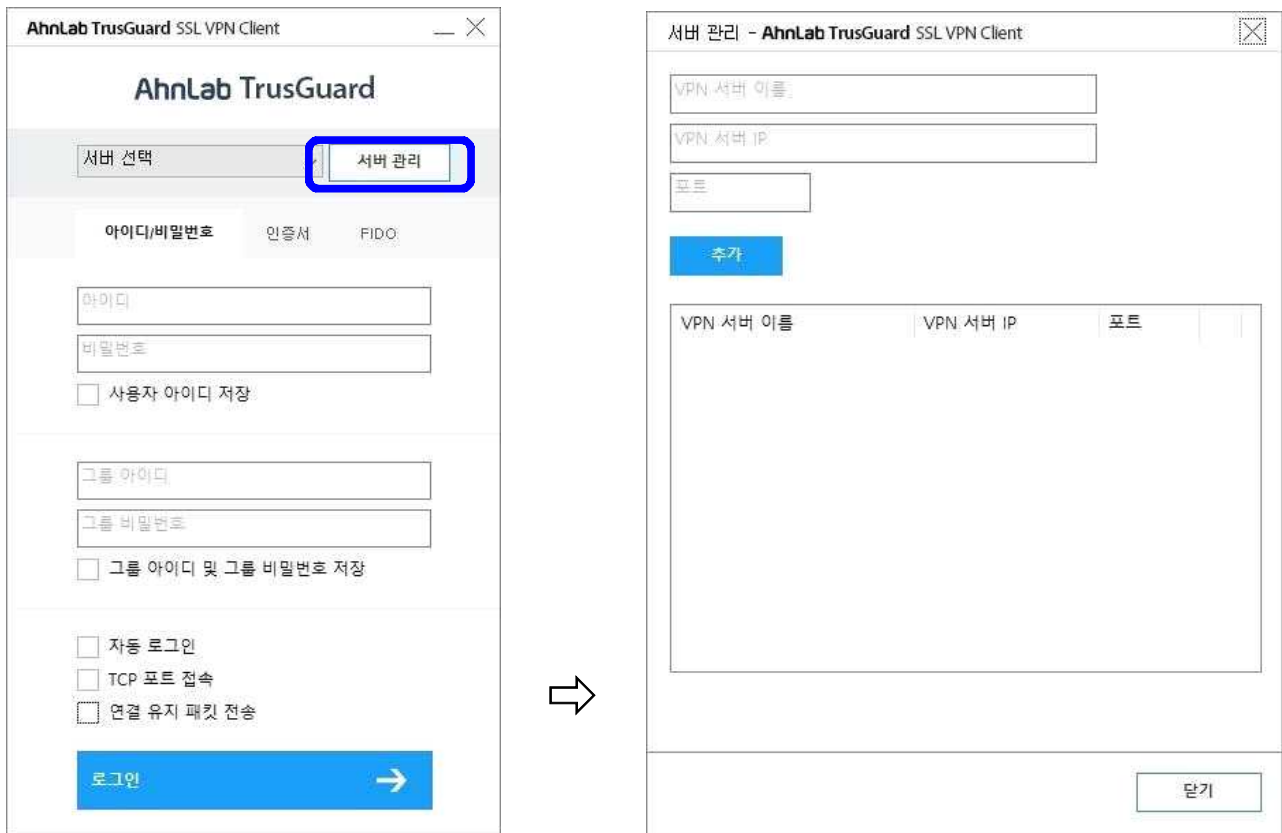 AhnLab TrusGuard SSL VPN Client
AhnLab TrusGuard
서버 선택
서버 관리
아이디/비밀번호
인증서
FIDO
아이디
비밀번호
사용자 아이디 저장
그룹 아이디
그룹 비밀번호
그룹 아이디 및 그룹 비밀번호 저장
자동 로그인
TCP 포트 접속
연결 유지 패킷 전송
로그인
서버 관리 - AhnLab TrusGuard SSL VPN Client
VPN 서버 이름
VPN 서버 IP
포트
추가
VPN 서버 이름 VPN 서버 IP 포트
닫기